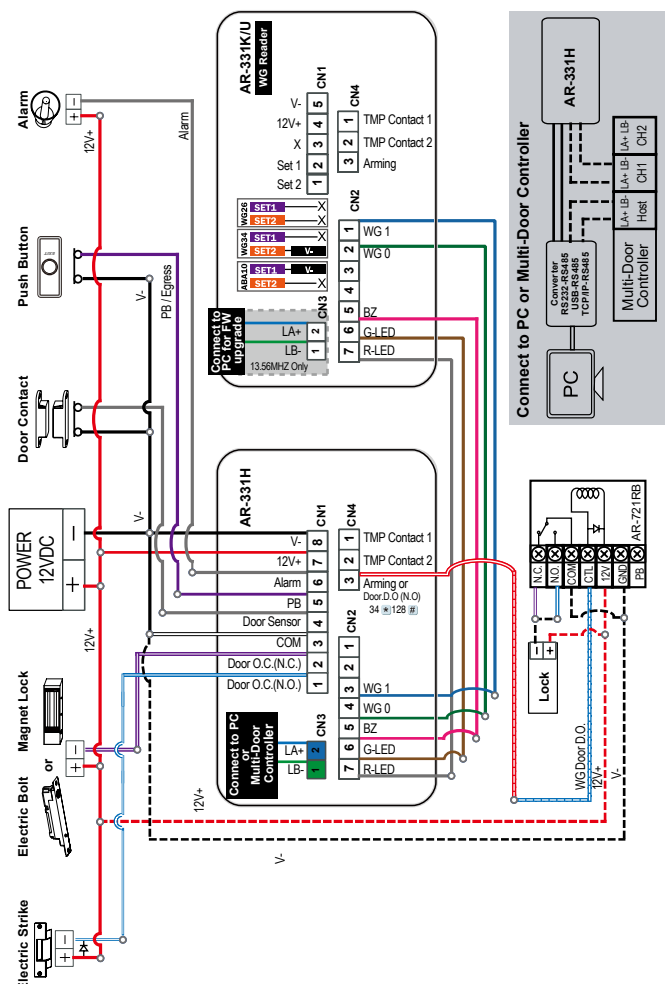 Alarm
Push Button
Door Contact
POWER
12VDC
Magnet Lock
or
Electric Bolt
Electric Strike
+
−
12V+
Alarm
PB / Egress
V-
12V+
V-
12V+
V-
AR-331K/U
WG Reader
CN1
V- 5
12V+ 4
X 3
Set 1 2
Set 2 1
CN4
1 TMP Contact 1
2 TMP Contact 2
3 Arming
WG26 SET1 X
SET2 X
WG34 SET1 X
SET2 V-
ABA10 SET1 V-
SET2 X
CN2
1 WG 1
2 WG 0
3
4
5 BZ
6 G-LED
7 R-LED
Connect to
PC for FW
upgrade
CN3
LA+ 2
LB- 1
13.56MHZ Only
AR-331H
CN1
V- 8
12V+ 7
Alarm 6
PB 5
Door Sensor 4
COM 3
Door O.C.(N.C.) 2
Door O.C.(N.O.) 1
CN4
1 TMP Contact 1
2 TMP Contact 2
3 Arming or
Door.D.O (N.O)
34 * 128 #
CN2
1
2
3 WG 1
4 WG 0
5 BZ
6 G-LED
7 R-LED
Connect to PC
or
Multi-Door
Controller
CN3
LA+ 2
LB- 1
Connect to PC or Multi-Door Controller
PC
Converter
RS232-RS485
USB-RS485
TCP/IP-RS485
AR-331H
LA+ LB- LA+ LB- LA+ LB-
Host CH1 CH2
Multi-Door
Controller
AR-721RB
N.C.
N.O.
COM
CTL
12V
GND
PB
Lock
− +
WG Door D.O.
12V+
V-